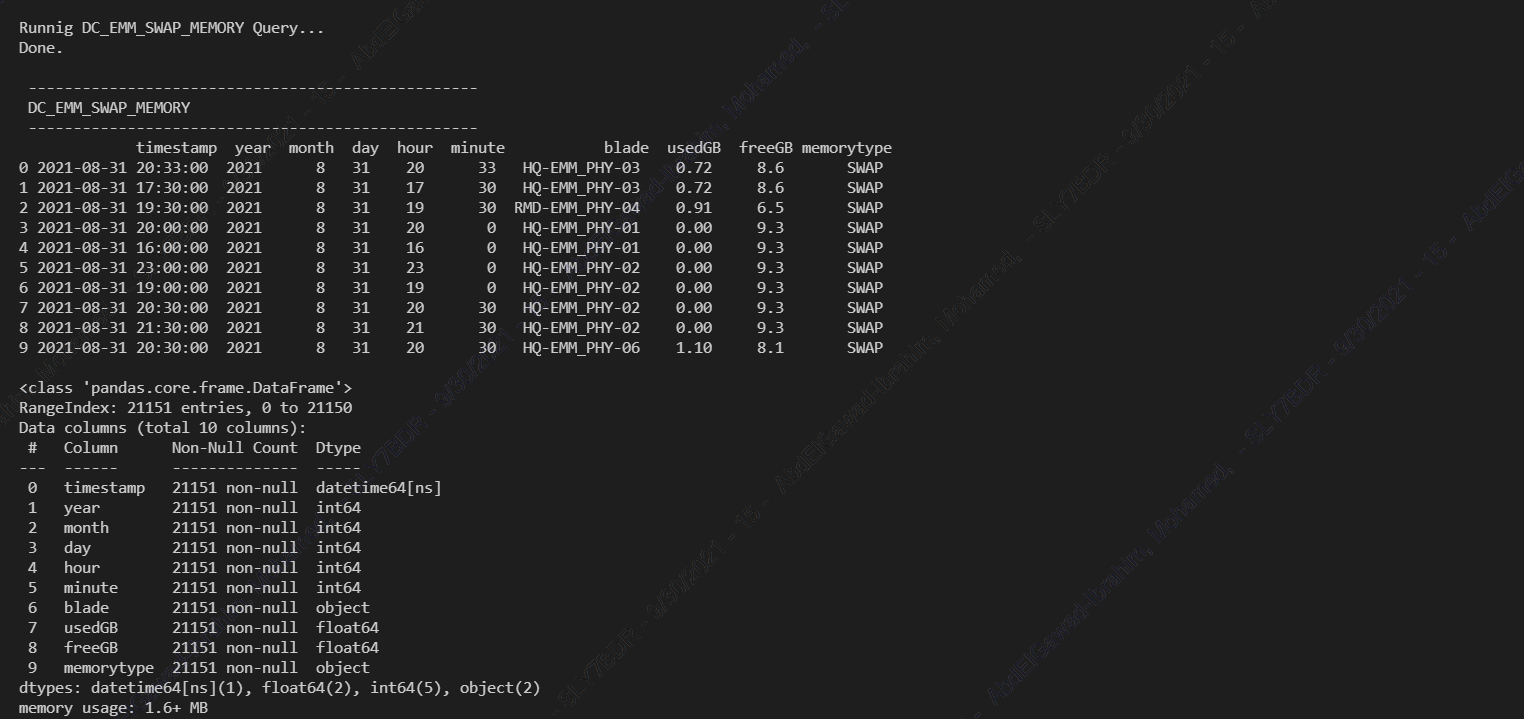 Runnig DC_EMM_SWAP_MEMORY Query...
Done.
--------------------------------------------------
DC_EMM_SWAP_MEMORY
--------------------------------------------------
timestamp year month day hour minute blade usedGB freeGB memorytype
0 2021-08-31 20:33:00 2021 8 31 20 33 HQ-EMM_PHY-03 0.72 8.6 SWAP
1 2021-08-31 17:30:00 2021 8 31 17 30 HQ-EMM_PHY-03 0.72 8.6 SWAP
2 2021-08-31 19:30:00 2021 8 31 19 30 RMD-EMM_PHY-04 0.91 6.5 SWAP
3 2021-08-31 20:00:00 2021 8 31 20 0 HQ-EMM_PHY-01 0.00 9.3 SWAP
4 2021-08-31 16:00:00 2021 8 31 16 0 HQ-EMM_PHY-01 0.00 9.3 SWAP
5 2021-08-31 23:00:00 2021 8 31 23 0 HQ-EMM_PHY-02 0.00 9.3 SWAP
6 2021-08-31 19:00:00 2021 8 31 19 0 HQ-EMM_PHY-02 0.00 9.3 SWAP
7 2021-08-31 20:30:00 2021 8 31 20 30 HQ-EMM_PHY-02 0.00 9.3 SWAP
8 2021-08-31 21:30:00 2021 8 31 21 30 HQ-EMM_PHY-02 0.00 9.3 SWAP
9 2021-08-31 20:30:00 2021 8 31 20 30 HQ-EMM_PHY-06 1.10 8.1 SWAP
<class 'pandas.core.frame.DataFrame'>
RangeIndex: 21151 entries, 0 to 21150
Data columns (total 10 columns):
# Column Non-Null Count Dtype
--- ------ -------------- -----
0 timestamp 21151 non-null datetime64[ns]
1 year 21151 non-null int64
2 month 21151 non-null int64
3 day 21151 non-null int64
4 hour 21151 non-null int64
5 minute 21151 non-null int64
6 blade 21151 non-null object
7 usedGB 21151 non-null float64
8 freeGB 21151 non-null float64
9 memorytype 21151 non-null object
dtypes: datetime64[ns](1), float64(2), int64(5), object(2)
memory usage: 1.6+ MB